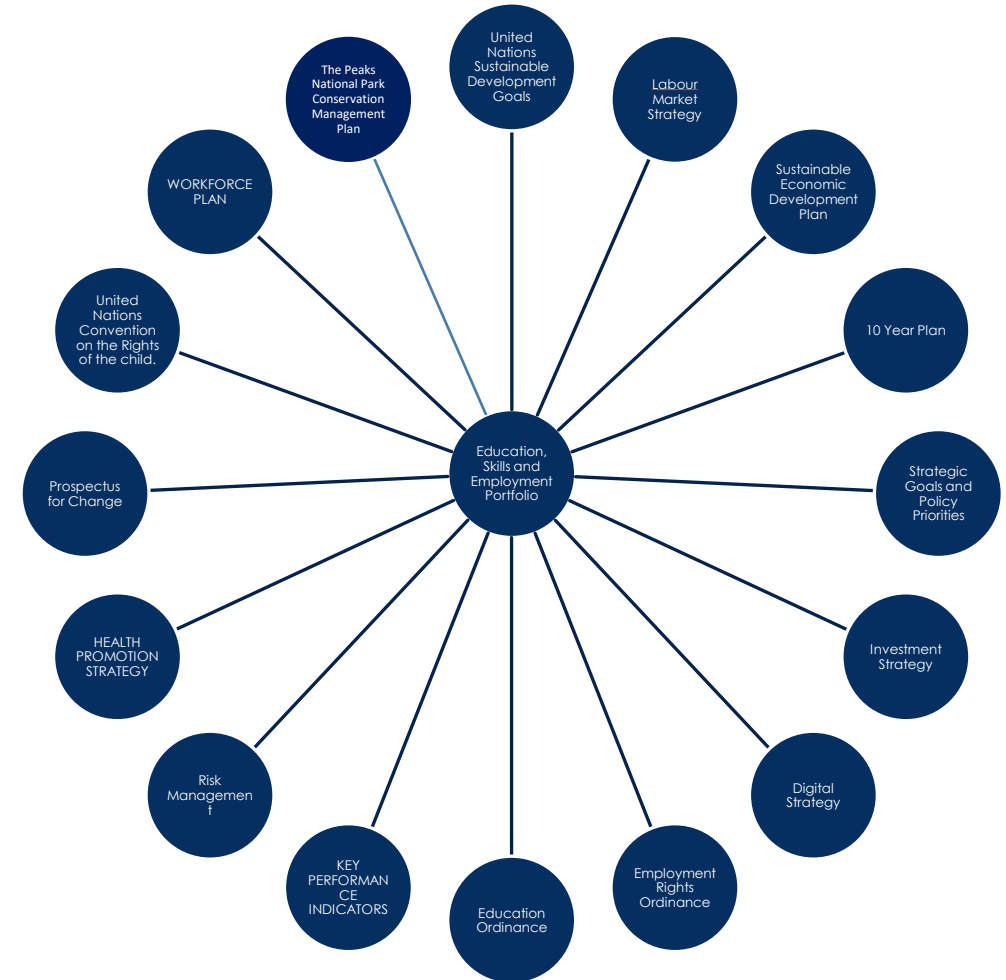 United
Nations
Sustainable
Development
Goals
The Peaks
National Park
Conservation
Management
Plan
Labour
Market
Strategy
WORKFORCE
PLAN
Sustainable
Economic
Development
Plan
United
Nations
Convention
on the Rights
of the child.
10 Year Plan
Education,
Skills and
Employment
Portfolio
Prospectus
for Change
Strategic
Goals and
Policy
Priorities
HEALTH
PROMOTION
STRATEGY
Investment
Strategy
Risk
Managemen
t
Digital
Strategy
KEY
PERFORMAN
CE
INDICATORS
Education
Ordinance
Employment
Rights
Ordinance